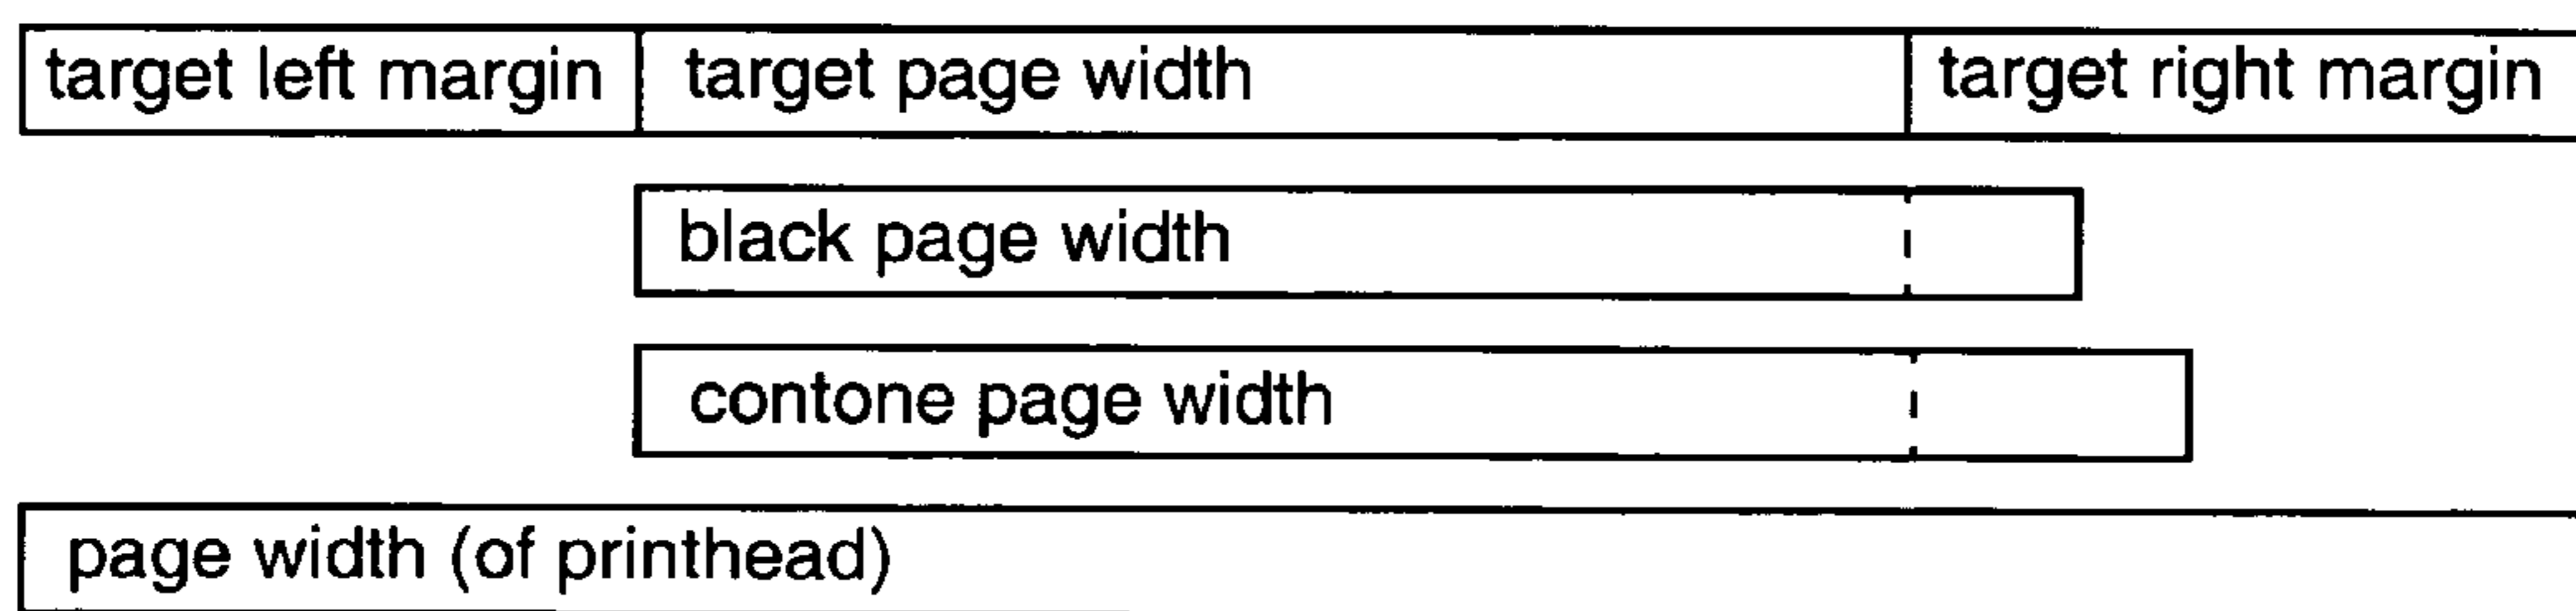 target left margin target page width target right margin
black page width
contone page width
page width (of printhead)